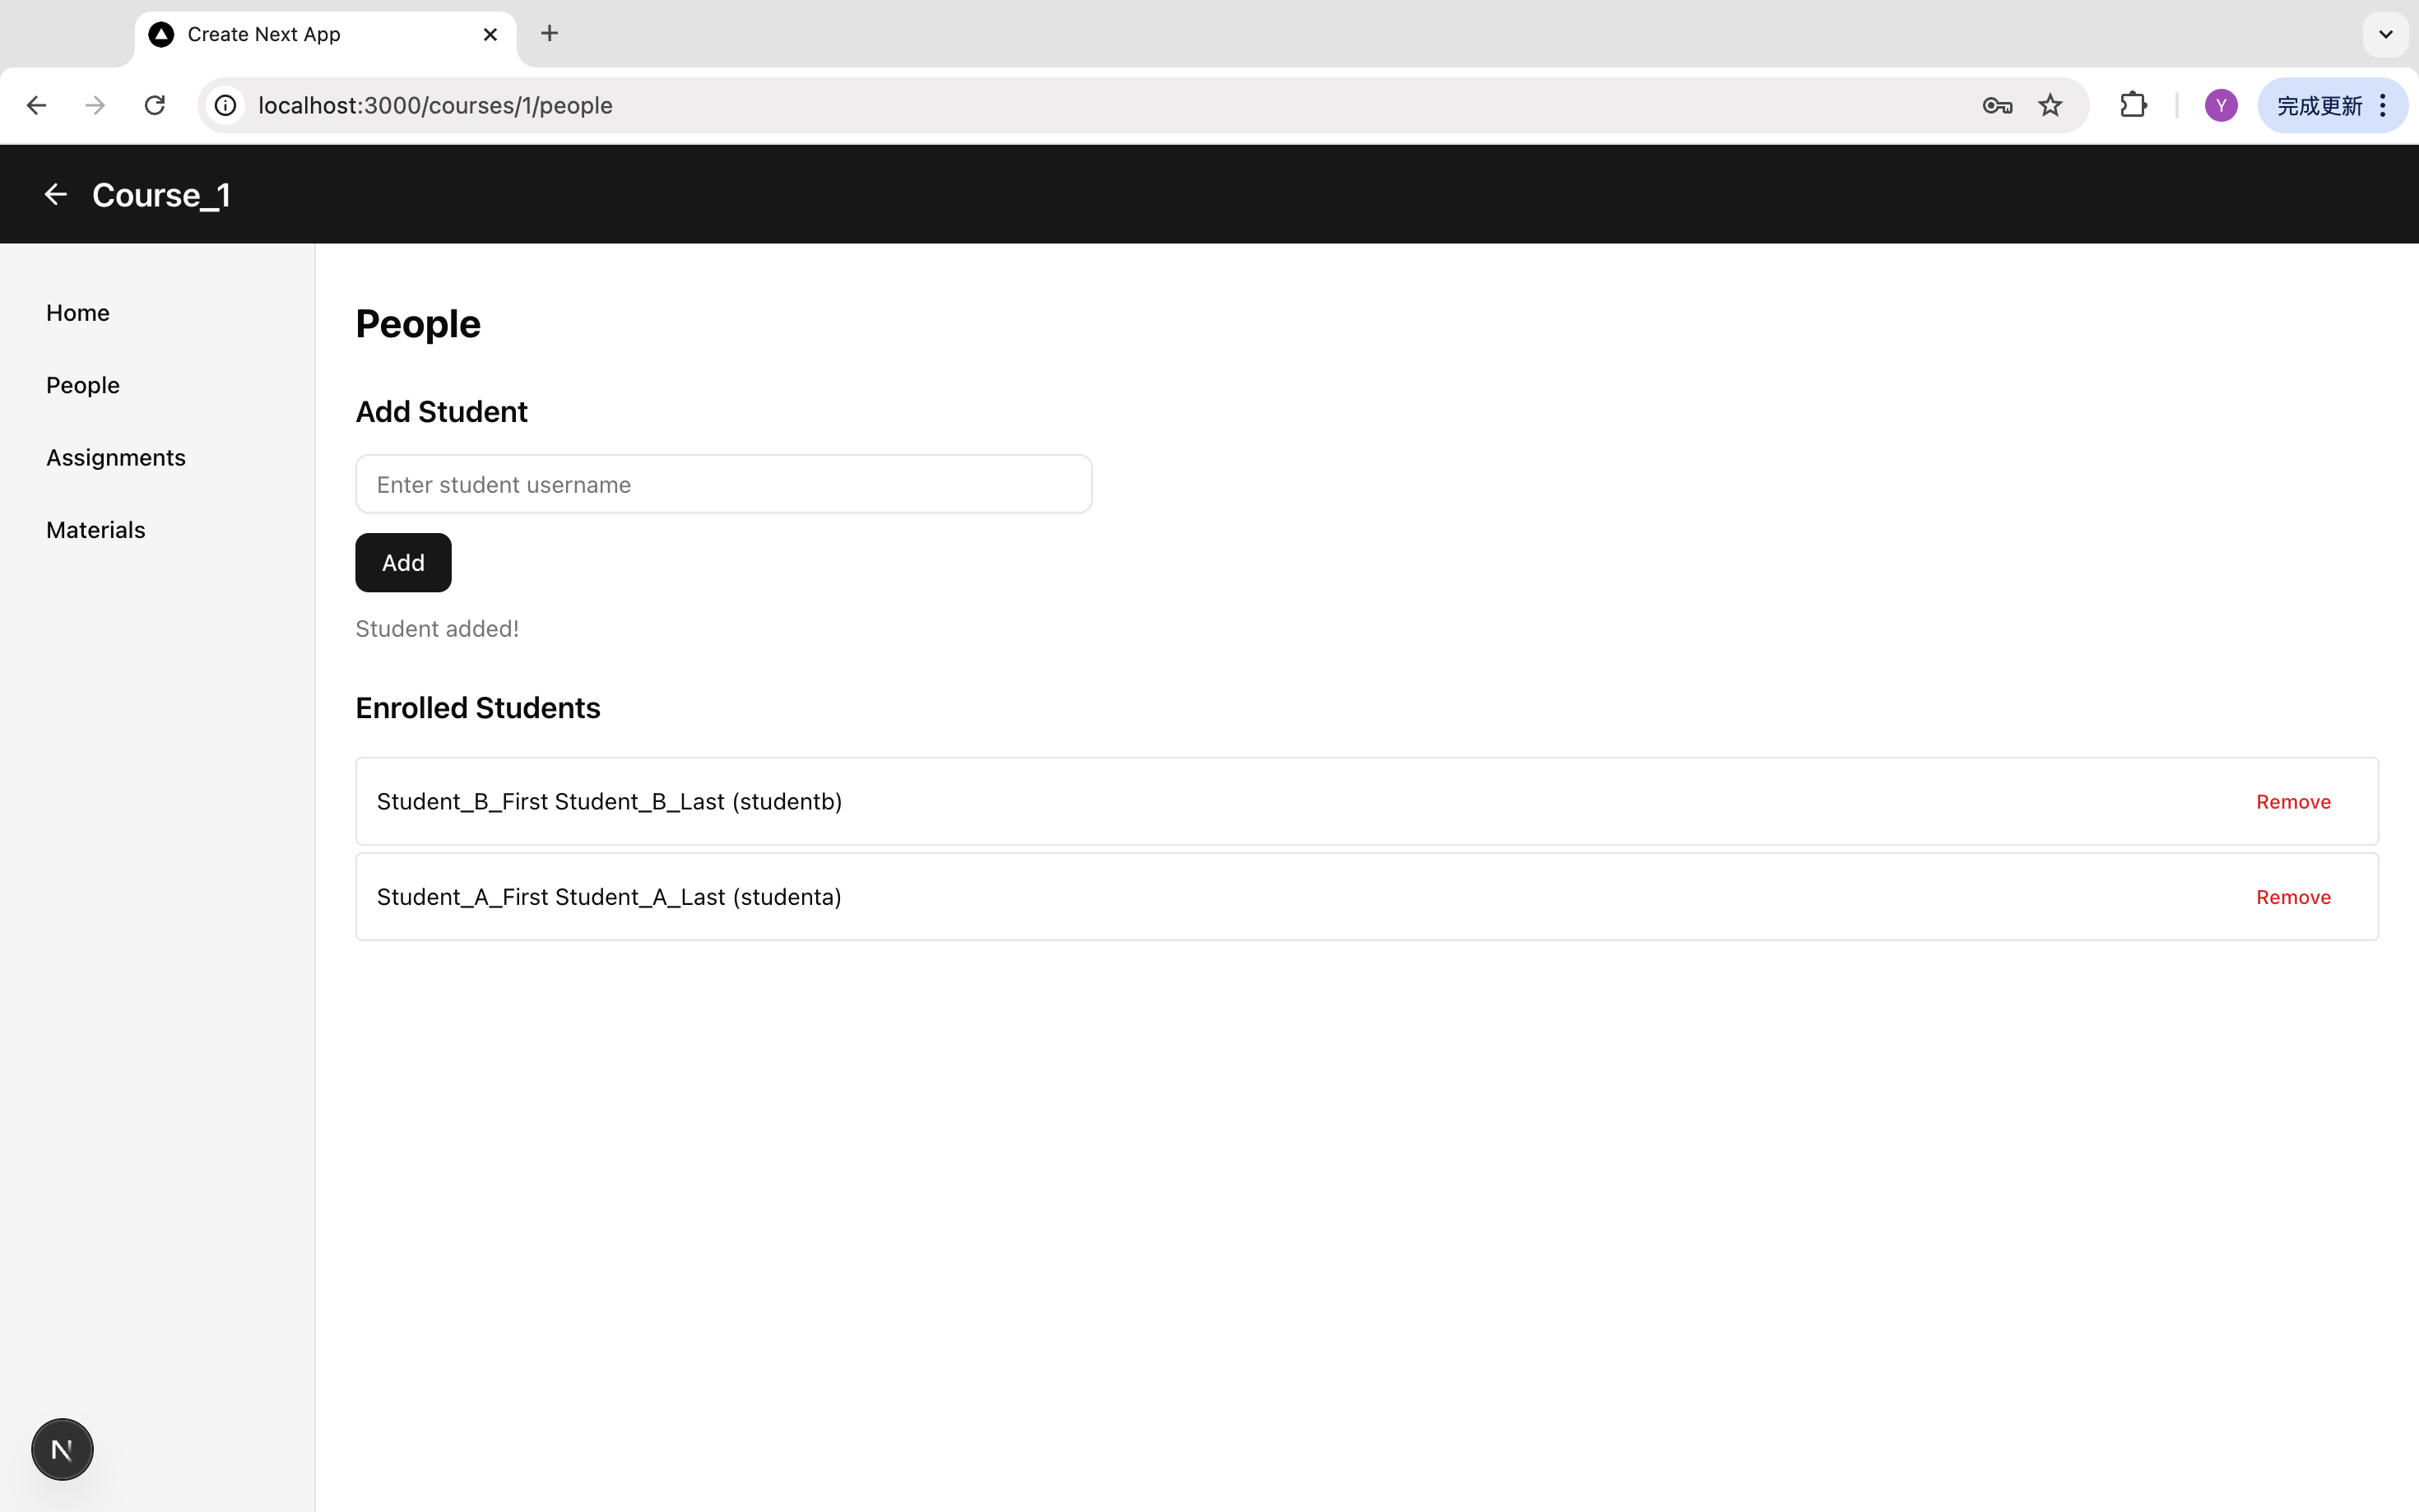 Create Next App
localhost:3000/courses/1/people
Y
完成更新
Course_1
Home
People
Assignments
Materials
People
Add Student
Enter student username
Add
Student added!
Enrolled Students
Student_B_First Student_B_Last (studentb)
Remove
Student_A_First Student_A_Last (studenta)
Remove
N